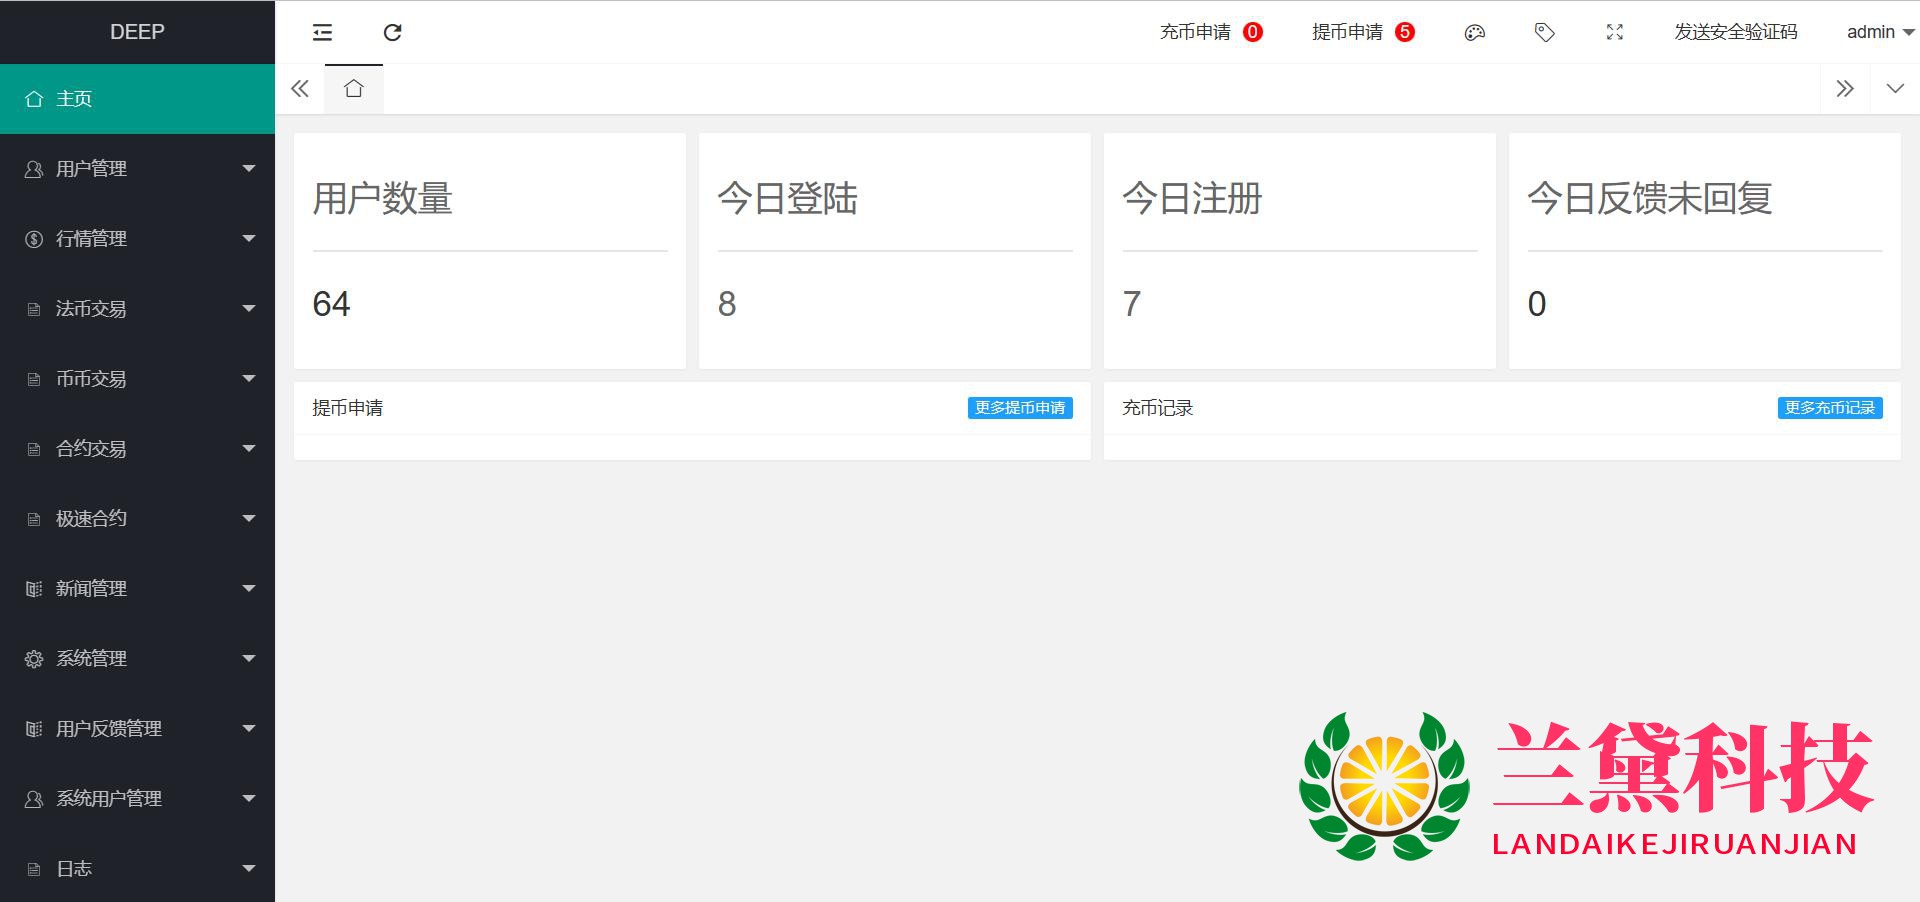 DEEP
充币申请 0
提币申请 5
发送安全验证码
admin
主页
用户管理
行情管理
法币交易
币币交易
合约交易
极速合约
新闻管理
系统管理
用户反馈管理
系统用户管理
日志
用户数量
64
今日登陆
8
今日注册
7
今日反馈未回复
0
提币申请
更多提币申请
充币记录
更多充币记录
兰黛科技
LANDAIKEJIRUANJIAN